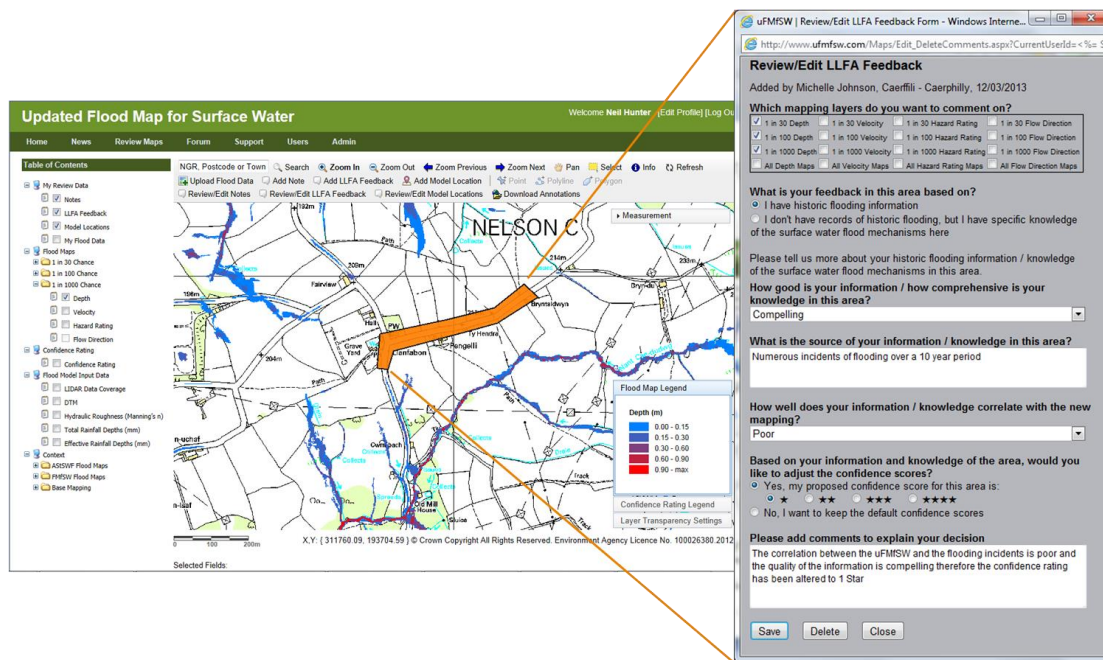 Updated Flood Map for Surface Water
Welcome Neil Hunter [Edit Profile] [Log Ou
Home News Review Maps Forum Support Users Admin
Table of Contents
My Review Data
Notes
LLFA Feedback
Model Locations
My Flood Data
Flood Maps
1 in 30 Chance
1 in 100 Chance
1 in 1000 Chance
Depth
Velocity
Hazard Rating
Flow Direction
Confidence Rating
Confidence Rating
Flood Model Input Data
LIDAR Data Coverage
DTM
Hydraulic Roughness (Manning's n)
Total Rainfall Depths (mm)
Effective Rainfall Depths (mm)
Context
AStSWF Flood Maps
FMfSW Flood Maps
Base Mapping
NGR, Postcode or Town Search Zoom In Zoom Out Zoom Previous Zoom Next Pan Select Info Refresh
Upload Flood Data Add Note Add LLFA Feedback Add Model Location Point Polyline Polygon
Review/Edit Notes Review/Edit LLFA Feedback Review/Edit Model Locations Download Annotations
Measurement
NELSON C
192m
Path
209m
214m
233m
Issues
Fairview
Bryn-du
Bryntaldwyn
198m
Hall
PW
Grave
Yard
Llanfabon
Pengelli
Ty Hendra
204m
Path
Collects
n-uchaf
Old Mill
House
Sluice
Track
Flood Map Legend
Depth (m)
0.00 - 0.15
0.15 - 0.30
0.30 - 0.60
0.60 - 0.90
0.90 - max
Confidence Rating Legend
Layer Transparency Settings
0 100 200m
X,Y: ( 311760.09, 193704.59 ) © Crown Copyright All Rights Reserved. Environment Agency Licence No. 100026380.2012
Selected Fields:
uFMfSW | Review/Edit LLFA Feedback Form - Windows Interne...
http://www.ufmfsw.com/Maps/Edit_DeleteComments.aspx?CurrentUserId=<%= S
Review/Edit LLFA Feedback
Added by Michelle Johnson, Caerffili - Caerphilly, 12/03/2013
Which mapping layers do you want to comment on?
1 in 30 Depth 1 in 30 Velocity 1 in 30 Hazard Rating 1 in 30 Flow Direction
1 in 100 Depth 1 in 100 Velocity 1 in 100 Hazard Rating 1 in 100 Flow Direction
1 in 1000 Depth 1 in 1000 Velocity 1 in 1000 Hazard Rating 1 in 1000 Flow Direction
All Depth Maps All Velocity Maps All Hazard Rating Maps All Flow Direction Maps
What is your feedback in this area based on?
I have historic flooding information
I don't have records of historic flooding, but I have specific knowledge
of the surface water flood mechanisms here
Please tell us more about your historic flooding information / knowledge
of the surface water flood mechanisms in this area.
How good is your information / how comprehensive is your
knowledge in this area?
Compelling
What is the source of your information / knowledge in this area?
Numerous incidents of flooding over a 10 year period
How well does your information / knowledge correlate with the new
mapping?
Poor
Based on your information and knowledge of the area, would you
like to adjust the confidence scores?
Yes, my proposed confidence score for this area is:
★ ★★ ★★★ ★★★★
No, I want to keep the default confidence scores
Please add comments to explain your decision
The correlation between the uFMfSW and the flooding incidents is poor and
the quality of the information is compelling therefore the confidence rating
has been altered to 1 Star
Save Delete Close